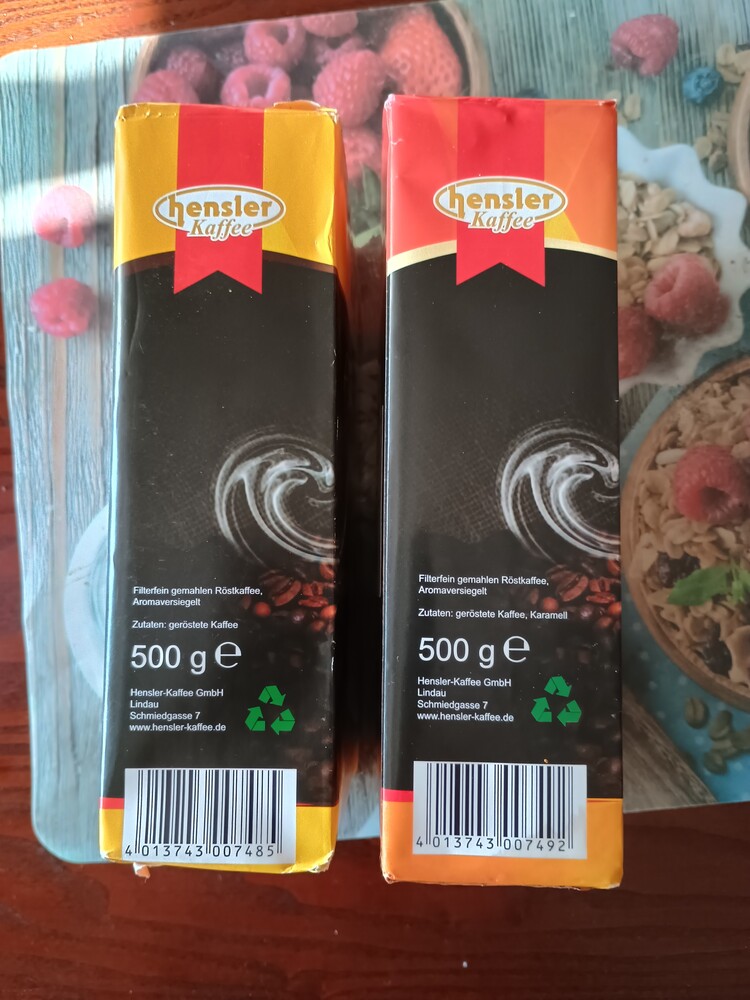 hensler
Kaffee
Filterfein gemahlen Röstkaffee,
Aromaversiegelt
Zutaten: geröstete Kaffee
500 g ℮
Hensler-Kaffee GmbH
Lindau
Schmiedgasse 7
www.hensler-kaffee.de
4 013743 007485
hensler
Kaffee
Filterfein gemahlen Röstkaffee,
Aromaversiegelt
Zutaten: geröstete Kaffee, Karamell
500 g ℮
Hensler-Kaffee GmbH
Lindau
Schmiedgasse 7
www.hensler-kaffee.de
4 013743 007492